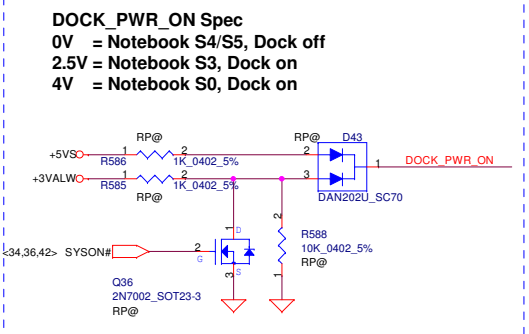 DOCK_PWR_ON Spec
0V = Notebook S4/S5, Dock off
2.5V = Notebook S3, Dock on
4V = Notebook S0, Dock on
RP@ RP@ D43
+5VS 1 2 2
R586 1K_0402_5% 1 DOCK_PWR_ON
+3VALW 1 2 3
R585 1K_0402_5%
RP@ DAN202U_SC70
1 D 2
R588
10K_0402_5%
RP@
<34,36,42> SYSON# 2 G
3 S 1
Q36
2N7002_SOT23-3
RP@